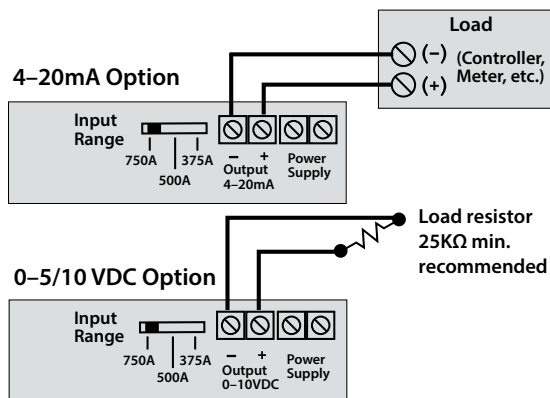 Load
(−) (Controller,
(+) Meter, etc.)
4–20mA Option
Input
Range
750A 375A
500A
− +
Output
4–20mA
Power
Supply
Load resistor
25KΩ min.
recommended
0–5/10 VDC Option
Input
Range
750A 375A
500A
− +
Output
0–10VDC
Power
Supply